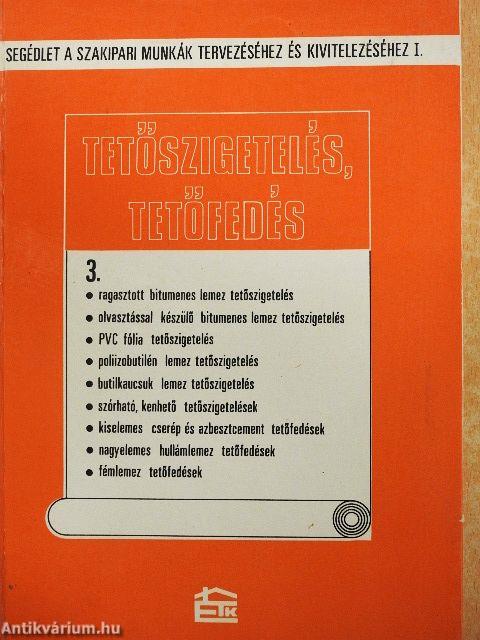 SEGÉDLET A SZAKIPARI MUNKÁK TERVEZÉSÉHEZ ÉS KIVITELEZÉSÉHEZ I.
TETŐSZIGETELÉS,
TETŐFEDÉS
3.
• ragasztott bitumenes lemez tetőszigetelés
• olvasztással készülő bitumenes lemez tetőszigetelés
• PVC fólia tetőszigetelés
• poliizobutilén lemez tetőszigetelés
• butilkaucsuk lemez tetőszigetelés
• szórható, kenhető tetőszigetelések
• kiselemes cserép és azbesztcement tetőfedések
• nagyelemes hullámlemez tetőfedések
• fémlemez tetőfedések
ÉTK
Antikvárium.hu